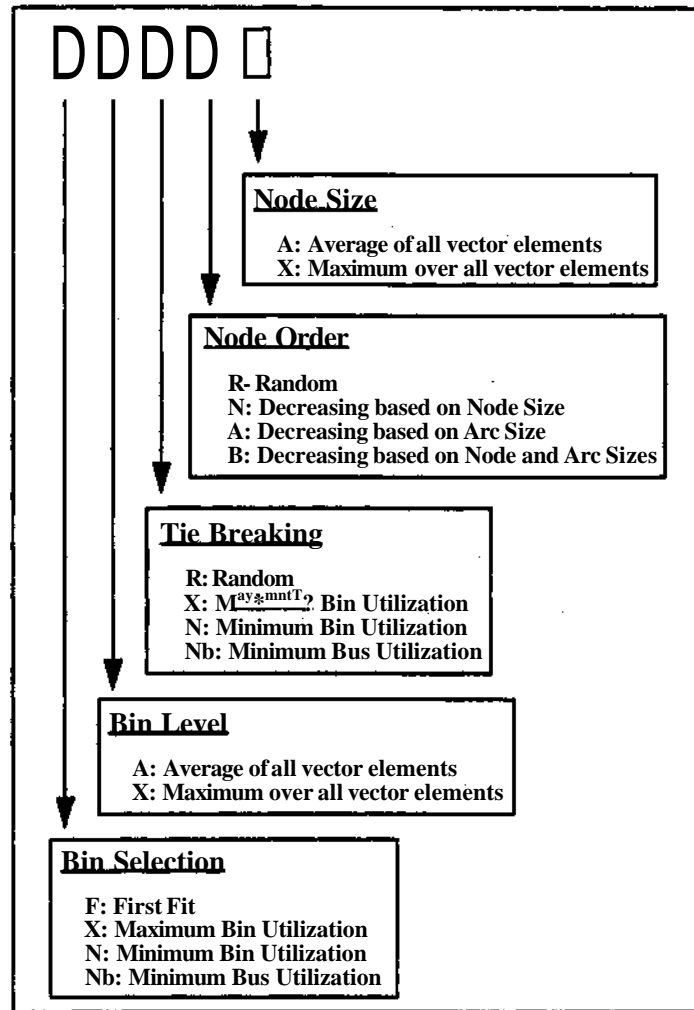 DDDD □
Node Size
A: Average of all vector elements
X: Maximum over all vector elements
Node Order
R- Random
N: Decreasing based on Node Size
A: Decreasing based on Arc Size
B: Decreasing based on Node and Arc Sizes
Tie Breaking
R: Random
X: May*mntT? Bin Utilization
N: Minimum Bin Utilization
Nb: Minimum Bus Utilization
Bin Level
A: Average of all vector elements
X: Maximum over all vector elements
Bin Selection
F: First Fit
X: Maximum Bin Utilization
N: Minimum Bin Utilization
Nb: Minimum Bus Utilization